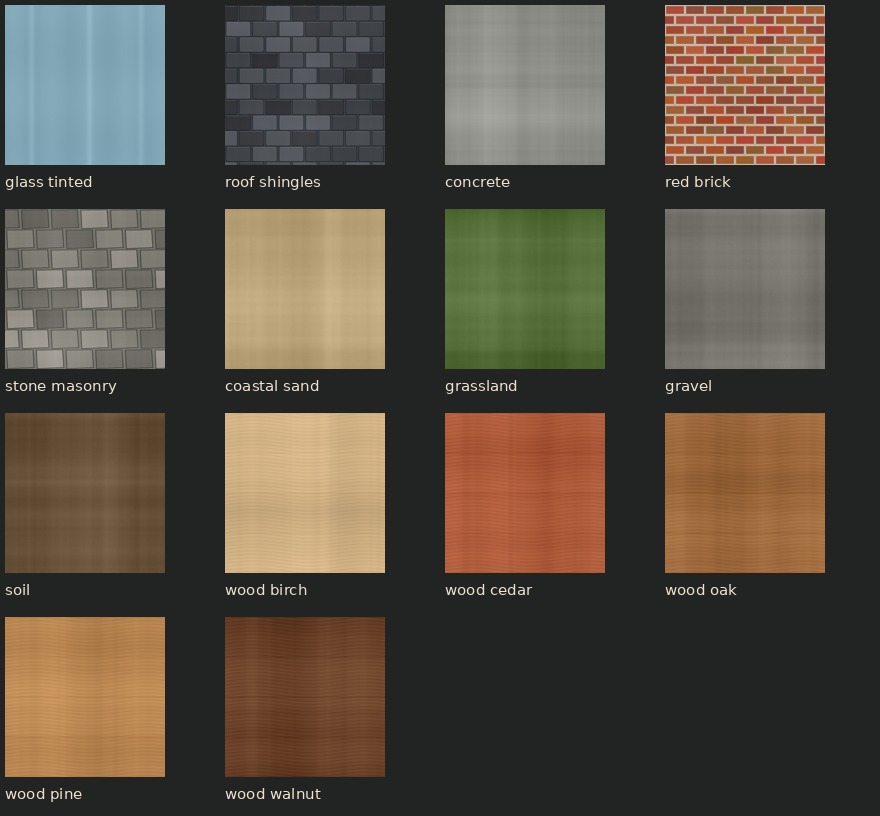 glass tinted
roof shingles
concrete
red brick
stone masonry
coastal sand
grassland
gravel
soil
wood birch
wood cedar
wood oak
wood pine
wood walnut